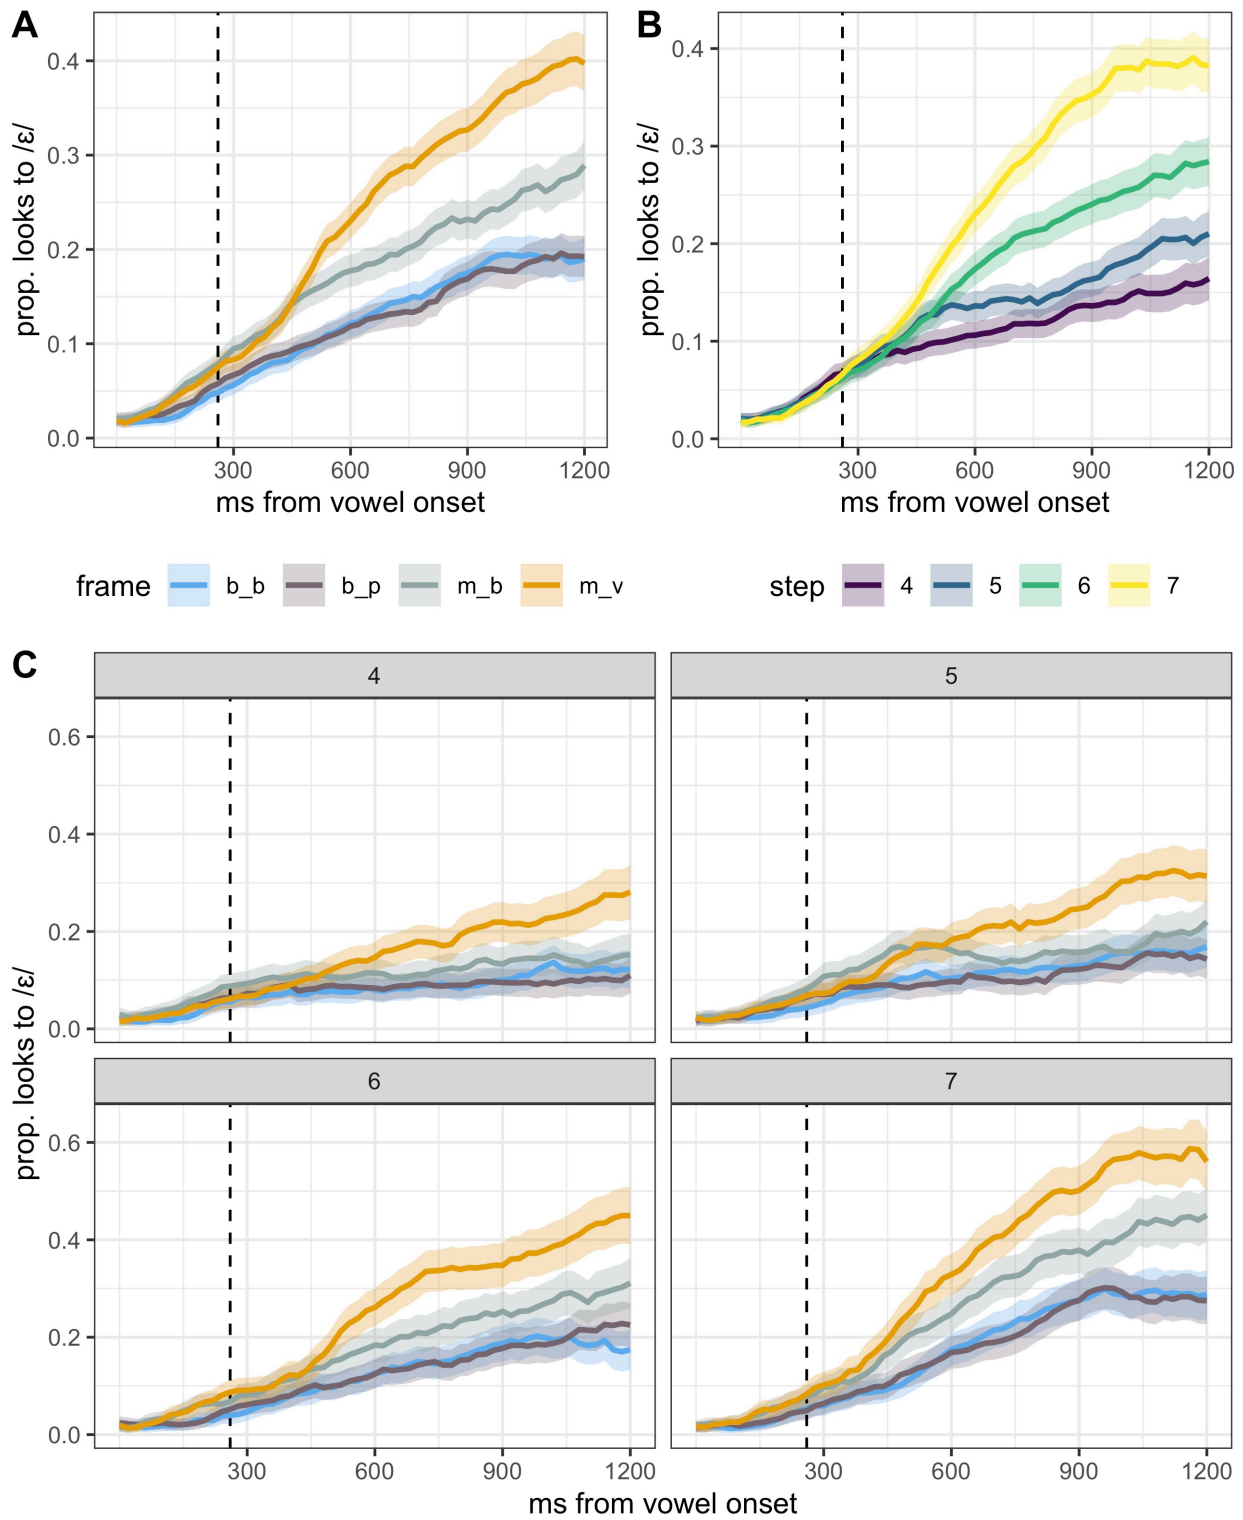 A
B
prop. looks to /ε/
0.4
0.3
0.2
0.1
0.0
300 600 900 1200
ms from vowel onset
prop. looks to /ε/
0.4
0.3
0.2
0.1
0.0
300 600 900 1200
ms from vowel onset
frame b_b b_p m_b m_v
step 4 5 6 7
C
prop. looks to /ε/
4
5
0.6
0.4
0.2
0.0
6
7
0.6
0.4
0.2
0.0
300 600 900 1200
300 600 900 1200
ms from vowel onset